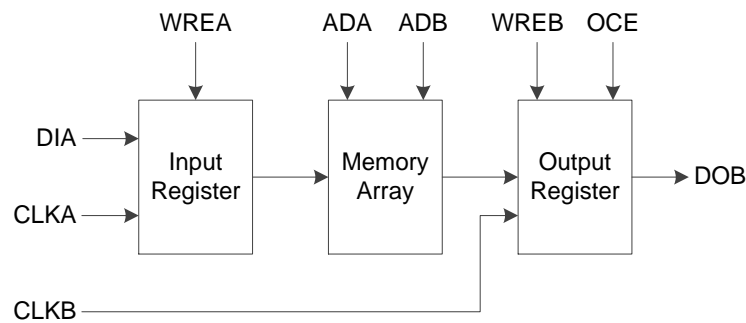 WREA ADA ADB WREB OCE
DIA
Input Register
Memory Array
Output Register
DOB
CLKA
CLKB